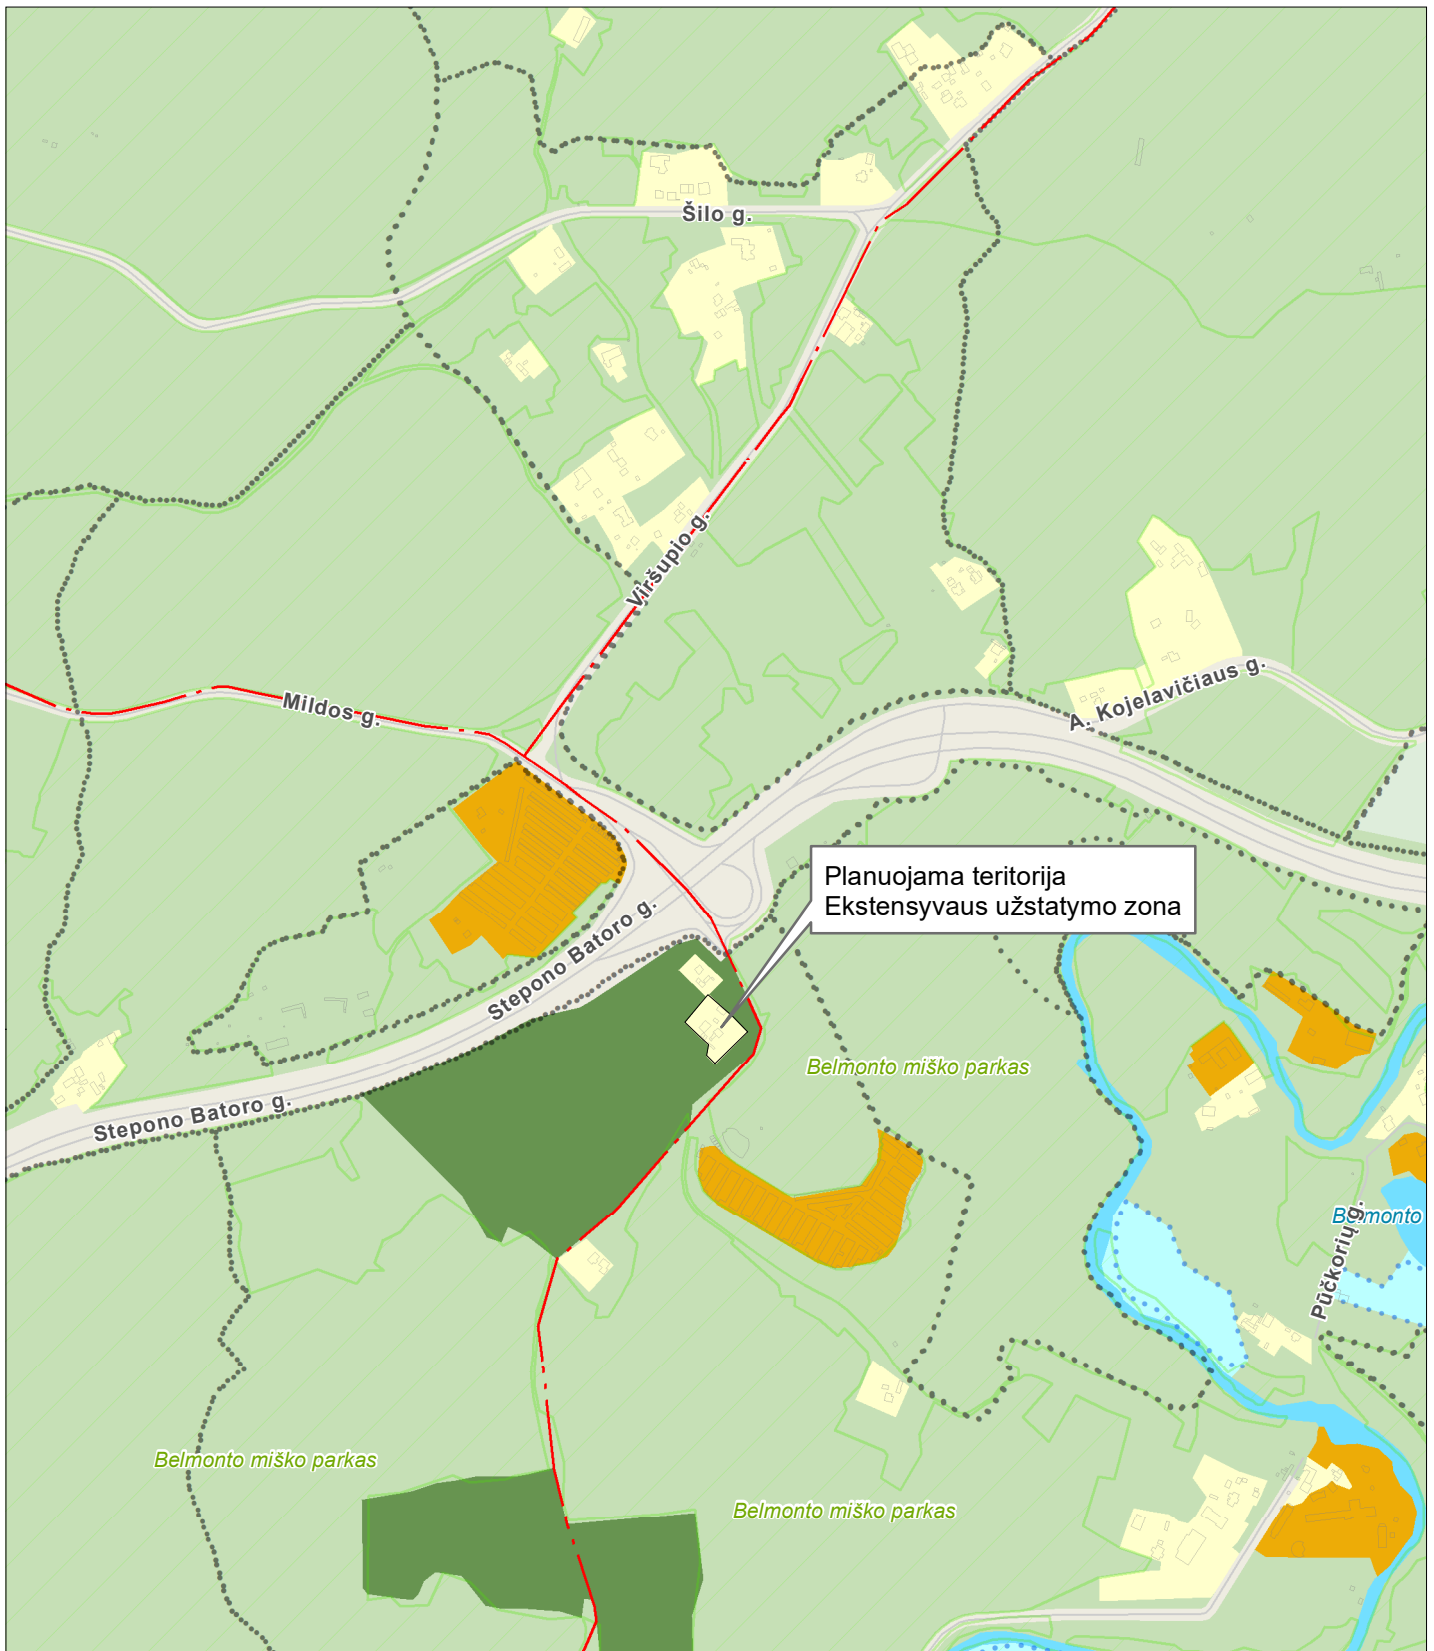 Šilo g.
Viršupio g.
Mildos g.
A. Kojelavičiaus g.
Planuojama teritorija
Ekstensyvaus užstatymo zona
Stepono Batoro g.
Belmonto miško parkas
Stepono Batoro g.
Belmonto
Pūčkorių g.
Belmonto miško parkas
Belmonto miško parkas